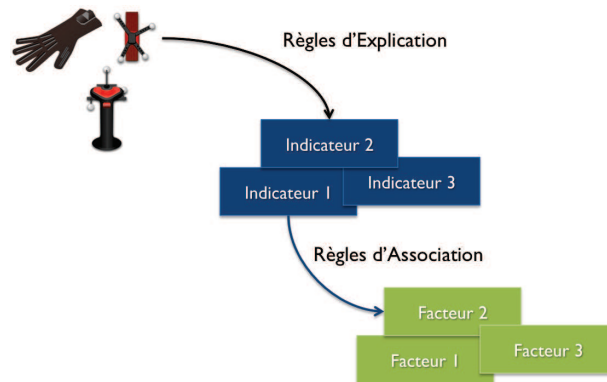 Règles d'Explication
Indicateur 2
Indicateur 3
Indicateur 1
Règles d'Association
Facteur 2
Facteur 3
Facteur 1